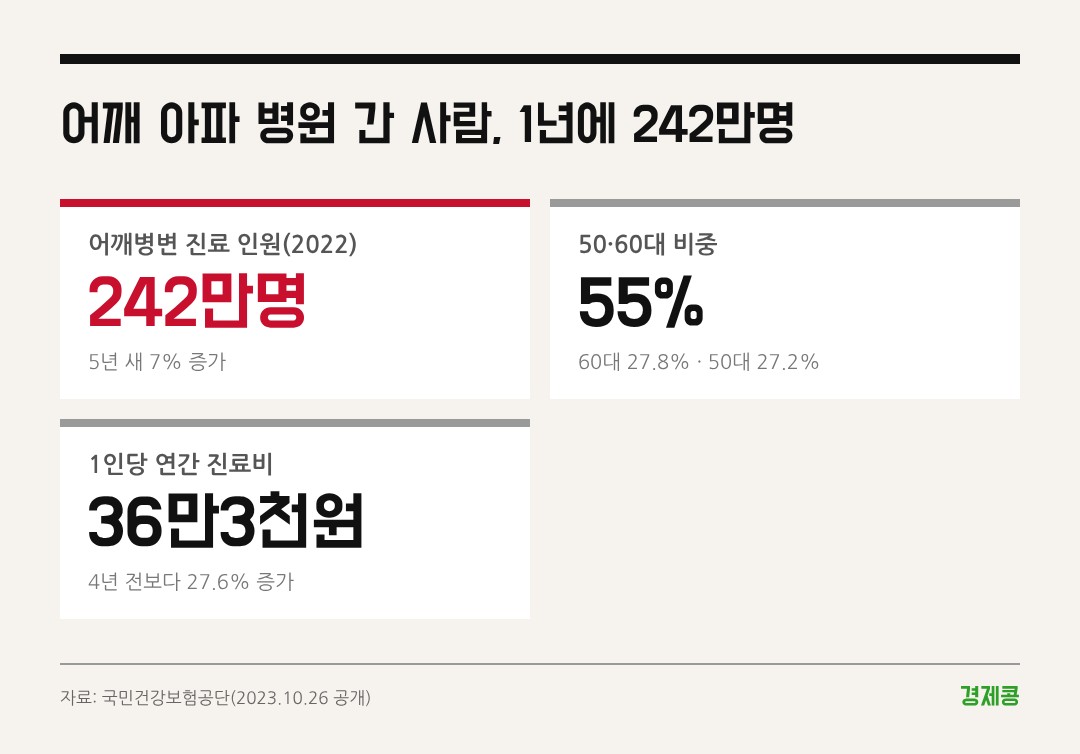 어깨 아파 병원 간 사람, 1년에 242만명
어깨병변 진료 인원(2022)
242만명
5년 새 7% 증가
50·60대 비중
55%
60대 27.8% · 50대 27.2%
1인당 연간 진료비
36만3천원
4년 전보다 27.6% 증가
자료: 국민건강보험공단(2023.10.26 공개)
경제콩